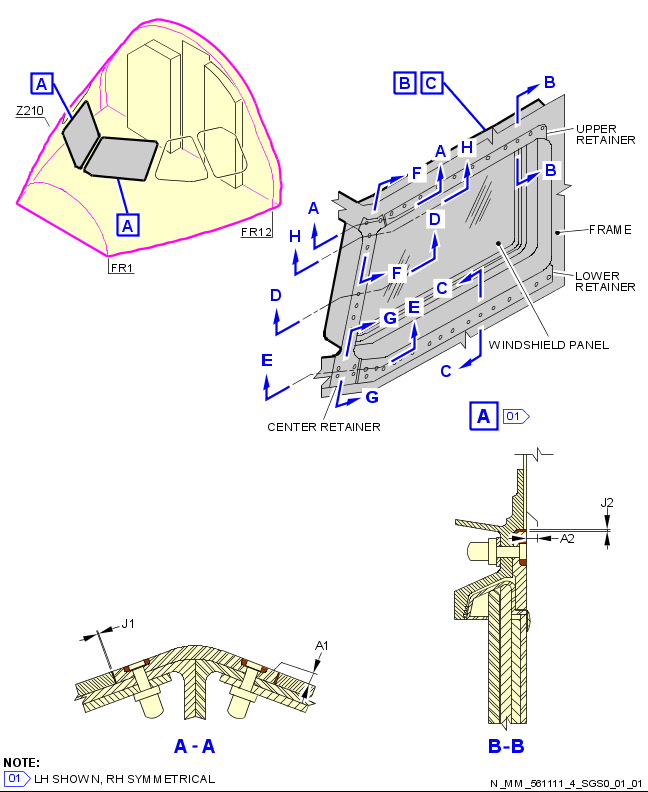 A
Z210
A
FR12
FR1
B C
B
UPPER
RETAINER
A H
F
B
A
D
FRAME
H
F
LOWER
RETAINER
C
D
G E
WINDSHIELD PANEL
E
C
G
CENTER RETAINER
A 01
J2
A2
J1
A1
A - A
B-B
NOTE:
01 LH SHOWN, RH SYMMETRICAL
N_MM_561111_4_SGS0_01_01